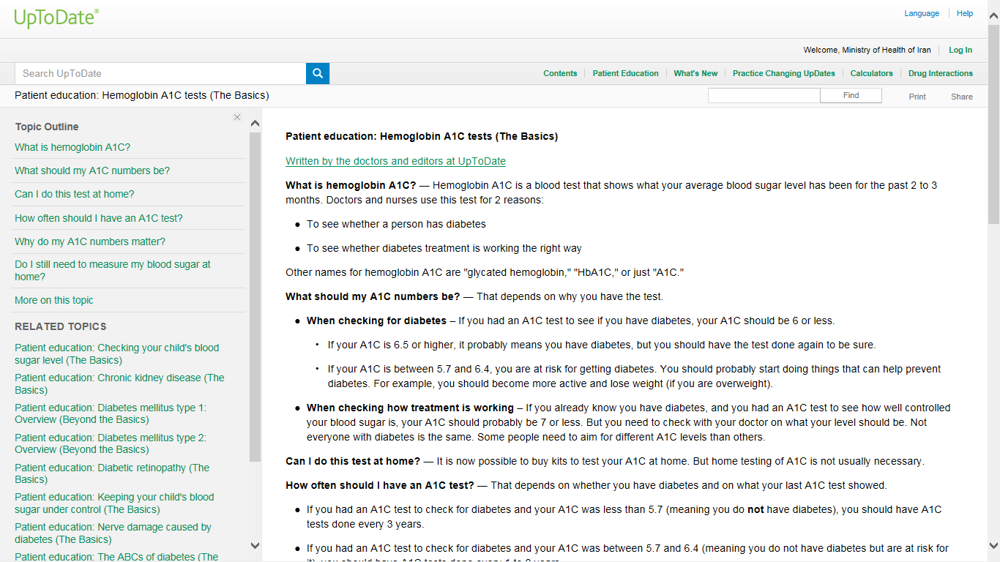 UpToDate®
Language
Help
Welcome, Ministry of Health of Iran
Log In
Search UpToDate
Contents
Patient Education
What's New
Practice Changing UpDates
Calculators
Drug Interactions
Patient education: Hemoglobin A1C tests (The Basics)
Find
Print
Share
Topic Outline
What is hemoglobin A1C?
What should my A1C numbers be?
Can I do this test at home?
How often should I have an A1C test?
Why do my A1C numbers matter?
Do I still need to measure my blood sugar at
home?
More on this topic
RELATED TOPICS
Patient education: Checking your child's blood
sugar level (The Basics)
Patient education: Chronic kidney disease (The
Basics)
Patient education: Diabetes mellitus type 1:
Overview (Beyond the Basics)
Patient education: Diabetes mellitus type 2:
Overview (Beyond the Basics)
Patient education: Diabetic retinopathy (The
Basics)
Patient education: Keeping your child's blood
sugar under control (The Basics)
Patient education: Nerve damage caused by
diabetes (The Basics)
Patient education: The ABCs of diabetes (The
Patient education: Hemoglobin A1C tests (The Basics)
Written by the doctors and editors at UpToDate
What is hemoglobin A1C? — Hemoglobin A1C is a blood test that shows what your average blood sugar level has been for the past 2 to 3
months. Doctors and nurses use this test for 2 reasons:
● To see whether a person has diabetes
● To see whether diabetes treatment is working the right way
Other names for hemoglobin A1C are "glycated hemoglobin," "HbA1C," or just "A1C."
What should my A1C numbers be? — That depends on why you have the test.
● When checking for diabetes – If you had an A1C test to see if you have diabetes, your A1C should be 6 or less.
• If your A1C is 6.5 or higher, it probably means you have diabetes, but you should have the test done again to be sure.
• If your A1C is between 5.7 and 6.4, you are at risk for getting diabetes. You should probably start doing things that can help prevent
diabetes. For example, you should become more active and lose weight (if you are overweight).
● When checking how treatment is working – If you already know you have diabetes, and you had an A1C test to see how well controlled
your blood sugar is, your A1C should probably be 7 or less. But you need to check with your doctor on what your level should be. Not
everyone with diabetes is the same. Some people need to aim for different A1C levels than others.
Can I do this test at home? — It is now possible to buy kits to test your A1C at home. But home testing of A1C is not usually necessary.
How often should I have an A1C test? — That depends on whether you have diabetes and on what your last A1C test showed.
● If you had an A1C test to check for diabetes and your A1C was less than 5.7 (meaning you do not have diabetes), you should have A1C
tests done every 3 years.
● If you had an A1C test to check for diabetes and your A1C was between 5.7 and 6.4 (meaning you do not have diabetes but are at risk for